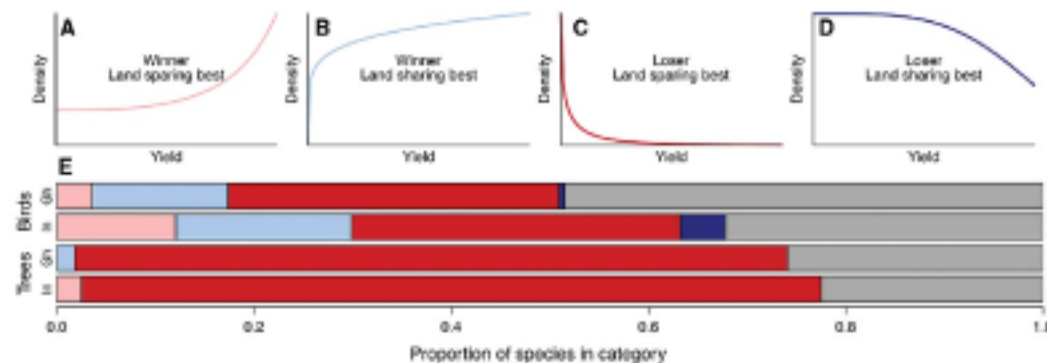 A
Winner
Land sparing best
Density
Yield
B
Winner
Land sharing best
Density
Yield
C
Loser
Land sparing best
Density
Yield
D
Loser
Land sharing best
Density
Yield
E
Birds
Trees
0.0
0.2
0.4
0.6
0.8
Proportion of species in category